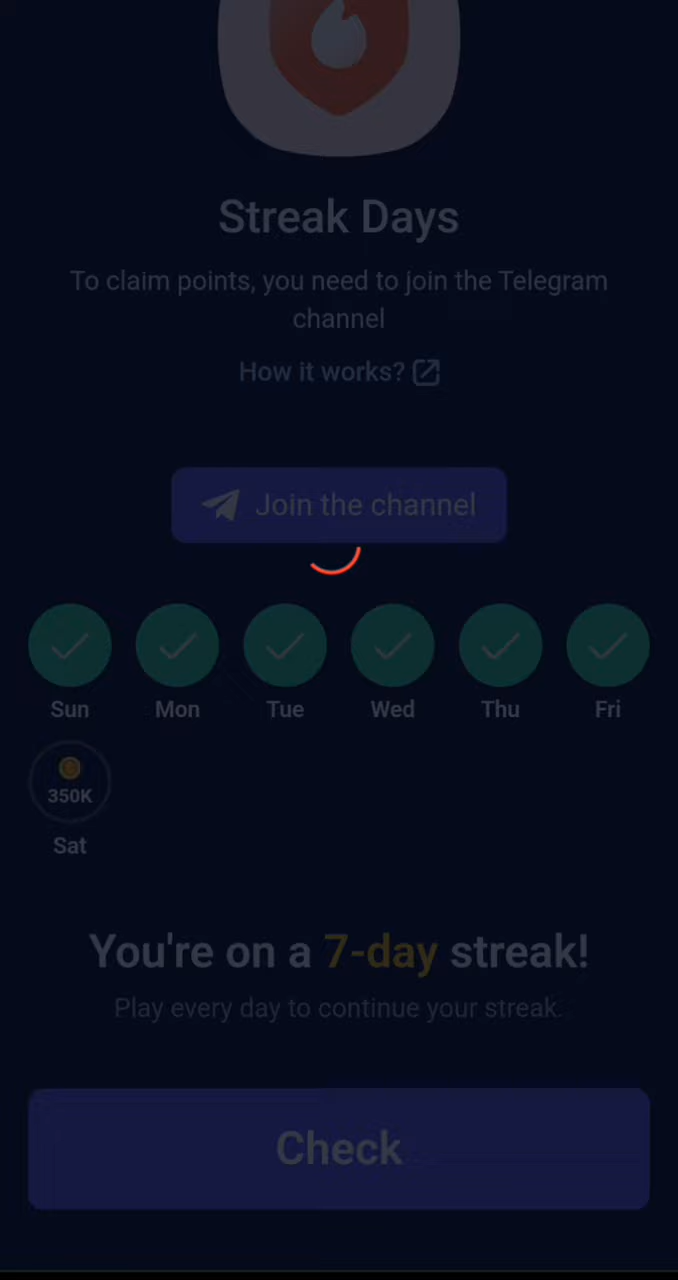 Streak Days
To claim points, you need to join the Telegram
channel
How it works?
Join the channel
Sun Mon Tue Wed Thu Fri
350K
Sat
You're on a 7-day streak!
Play every day to continue your streak.
Check